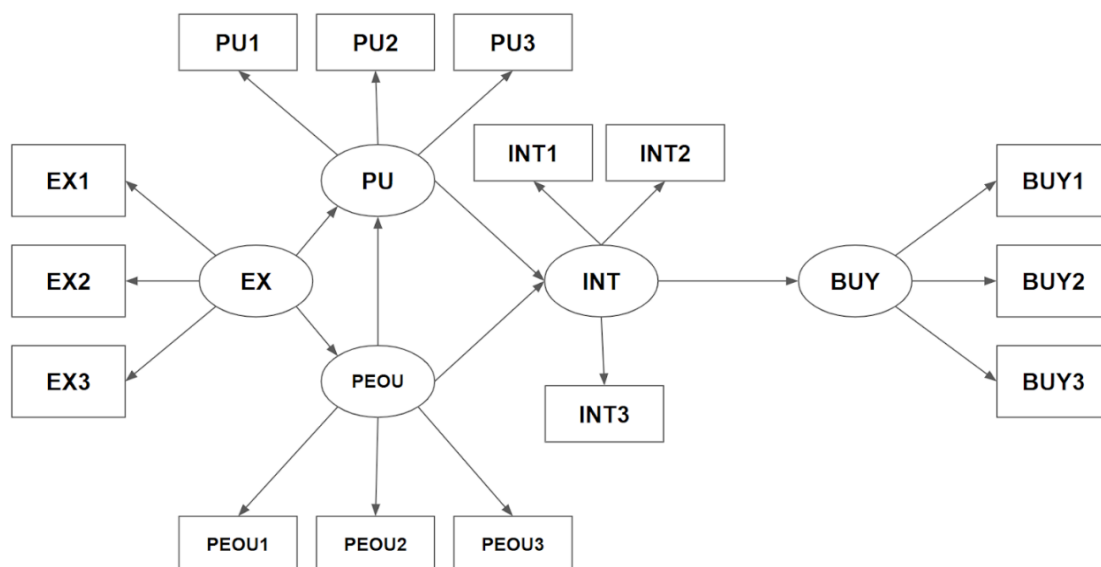 PU1
PU2
PU3
INT1
INT2
EX1
PU
BUY1
EX2
EX
INT
BUY
BUY2
EX3
PEOU
BUY3
INT3
PEOU1
PEOU2
PEOU3